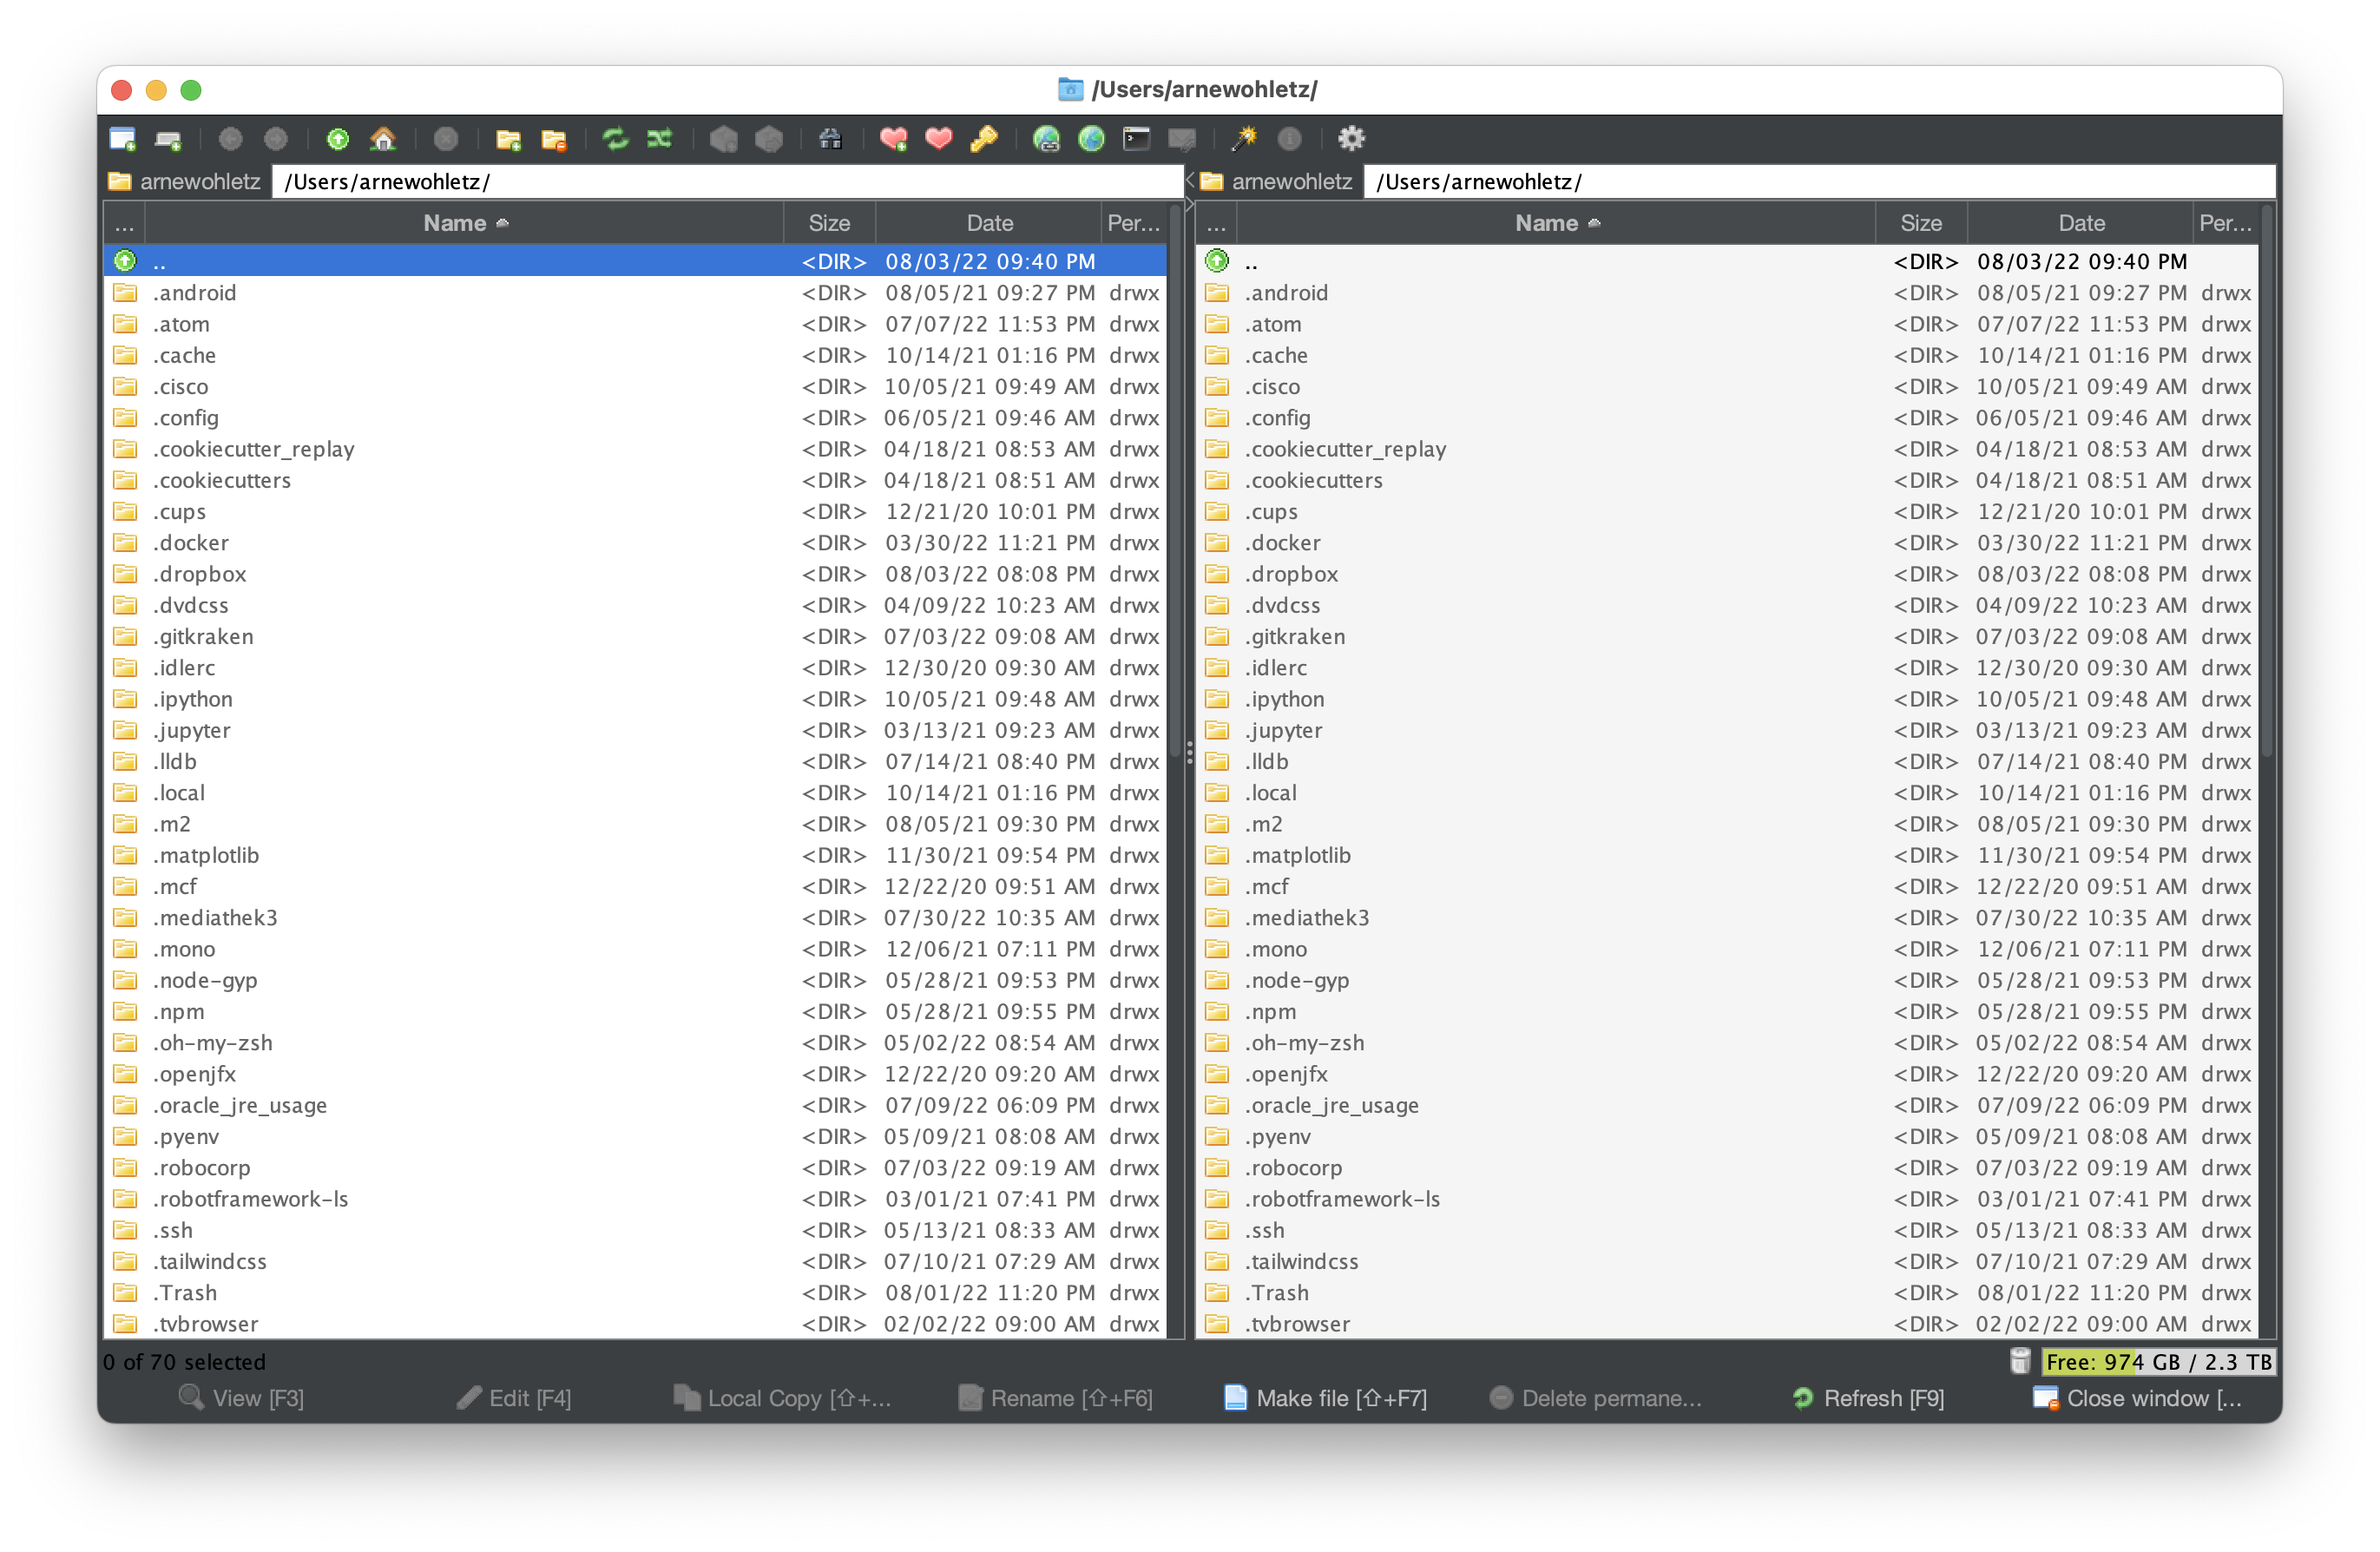 /Users/arnewohletz/
arnewohletz /Users/arnewohletz/ arnewohletz /Users/arnewohletz/
... Name Size Date Per... ... Name Size Date Per...
.. <DIR> 08/03/22 09:40 PM .. <DIR> 08/03/22 09:40 PM
.android <DIR> 08/05/21 09:27 PM drwx .android <DIR> 08/05/21 09:27 PM drwx
.atom <DIR> 07/07/22 11:53 PM drwx .atom <DIR> 07/07/22 11:53 PM drwx
.cache <DIR> 10/14/21 01:16 PM drwx .cache <DIR> 10/14/21 01:16 PM drwx
.cisco <DIR> 10/05/21 09:49 AM drwx .cisco <DIR> 10/05/21 09:49 AM drwx
.config <DIR> 06/05/21 09:46 AM drwx .config <DIR> 06/05/21 09:46 AM drwx
.cookiecutter_replay <DIR> 04/18/21 08:53 AM drwx .cookiecutter_replay <DIR> 04/18/21 08:53 AM drwx
.cookiecutters <DIR> 04/18/21 08:51 AM drwx .cookiecutters <DIR> 04/18/21 08:51 AM drwx
.cups <DIR> 12/21/20 10:01 PM drwx .cups <DIR> 12/21/20 10:01 PM drwx
.docker <DIR> 03/30/22 11:21 PM drwx .docker <DIR> 03/30/22 11:21 PM drwx
.dropbox <DIR> 08/03/22 08:08 PM drwx .dropbox <DIR> 08/03/22 08:08 PM drwx
.dvdcss <DIR> 04/09/22 10:23 AM drwx .dvdcss <DIR> 04/09/22 10:23 AM drwx
.gitkraken <DIR> 07/03/22 09:08 AM drwx .gitkraken <DIR> 07/03/22 09:08 AM drwx
.idlerc <DIR> 12/30/20 09:30 AM drwx .idlerc <DIR> 12/30/20 09:30 AM drwx
.ipython <DIR> 10/05/21 09:48 AM drwx .ipython <DIR> 10/05/21 09:48 AM drwx
.jupyter <DIR> 03/13/21 09:23 AM drwx .jupyter <DIR> 03/13/21 09:23 AM drwx
.lldb <DIR> 07/14/21 08:40 PM drwx .lldb <DIR> 07/14/21 08:40 PM drwx
.local <DIR> 10/14/21 01:16 PM drwx .local <DIR> 10/14/21 01:16 PM drwx
.m2 <DIR> 08/05/21 09:30 PM drwx .m2 <DIR> 08/05/21 09:30 PM drwx
.matplotlib <DIR> 11/30/21 09:54 PM drwx .matplotlib <DIR> 11/30/21 09:54 PM drwx
.mcf <DIR> 12/22/20 09:51 AM drwx .mcf <DIR> 12/22/20 09:51 AM drwx
.mediathek3 <DIR> 07/30/22 10:35 AM drwx .mediathek3 <DIR> 07/30/22 10:35 AM drwx
.mono <DIR> 12/06/21 07:11 PM drwx .mono <DIR> 12/06/21 07:11 PM drwx
.node-gyp <DIR> 05/28/21 09:53 PM drwx .node-gyp <DIR> 05/28/21 09:53 PM drwx
.npm <DIR> 05/28/21 09:55 PM drwx .npm <DIR> 05/28/21 09:55 PM drwx
.oh-my-zsh <DIR> 05/02/22 08:54 AM drwx .oh-my-zsh <DIR> 05/02/22 08:54 AM drwx
.openjfx <DIR> 12/22/20 09:20 AM drwx .openjfx <DIR> 12/22/20 09:20 AM drwx
.oracle_jre_usage <DIR> 07/09/22 06:09 PM drwx .oracle_jre_usage <DIR> 07/09/22 06:09 PM drwx
.pyenv <DIR> 05/09/21 08:08 AM drwx .pyenv <DIR> 05/09/21 08:08 AM drwx
.robocorp <DIR> 07/03/22 09:19 AM drwx .robocorp <DIR> 07/03/22 09:19 AM drwx
.robotframework-ls <DIR> 03/01/21 07:41 PM drwx .robotframework-ls <DIR> 03/01/21 07:41 PM drwx
.ssh <DIR> 05/13/21 08:33 AM drwx .ssh <DIR> 05/13/21 08:33 AM drwx
.tailwindcss <DIR> 07/10/21 07:29 AM drwx .tailwindcss <DIR> 07/10/21 07:29 AM drwx
.Trash <DIR> 08/01/22 11:20 PM drwx .Trash <DIR> 08/01/22 11:20 PM drwx
.tvbrowser <DIR> 02/02/22 09:00 AM drwx .tvbrowser <DIR> 02/02/22 09:00 AM drwx
0 of 70 selected Free: 974 GB / 2.3 TB
View [F3] Edit [F4] Local Copy [⇧+... Rename [⇧+F6] Make file [⇧+F7] Delete permane... Refresh [F9] Close window [...